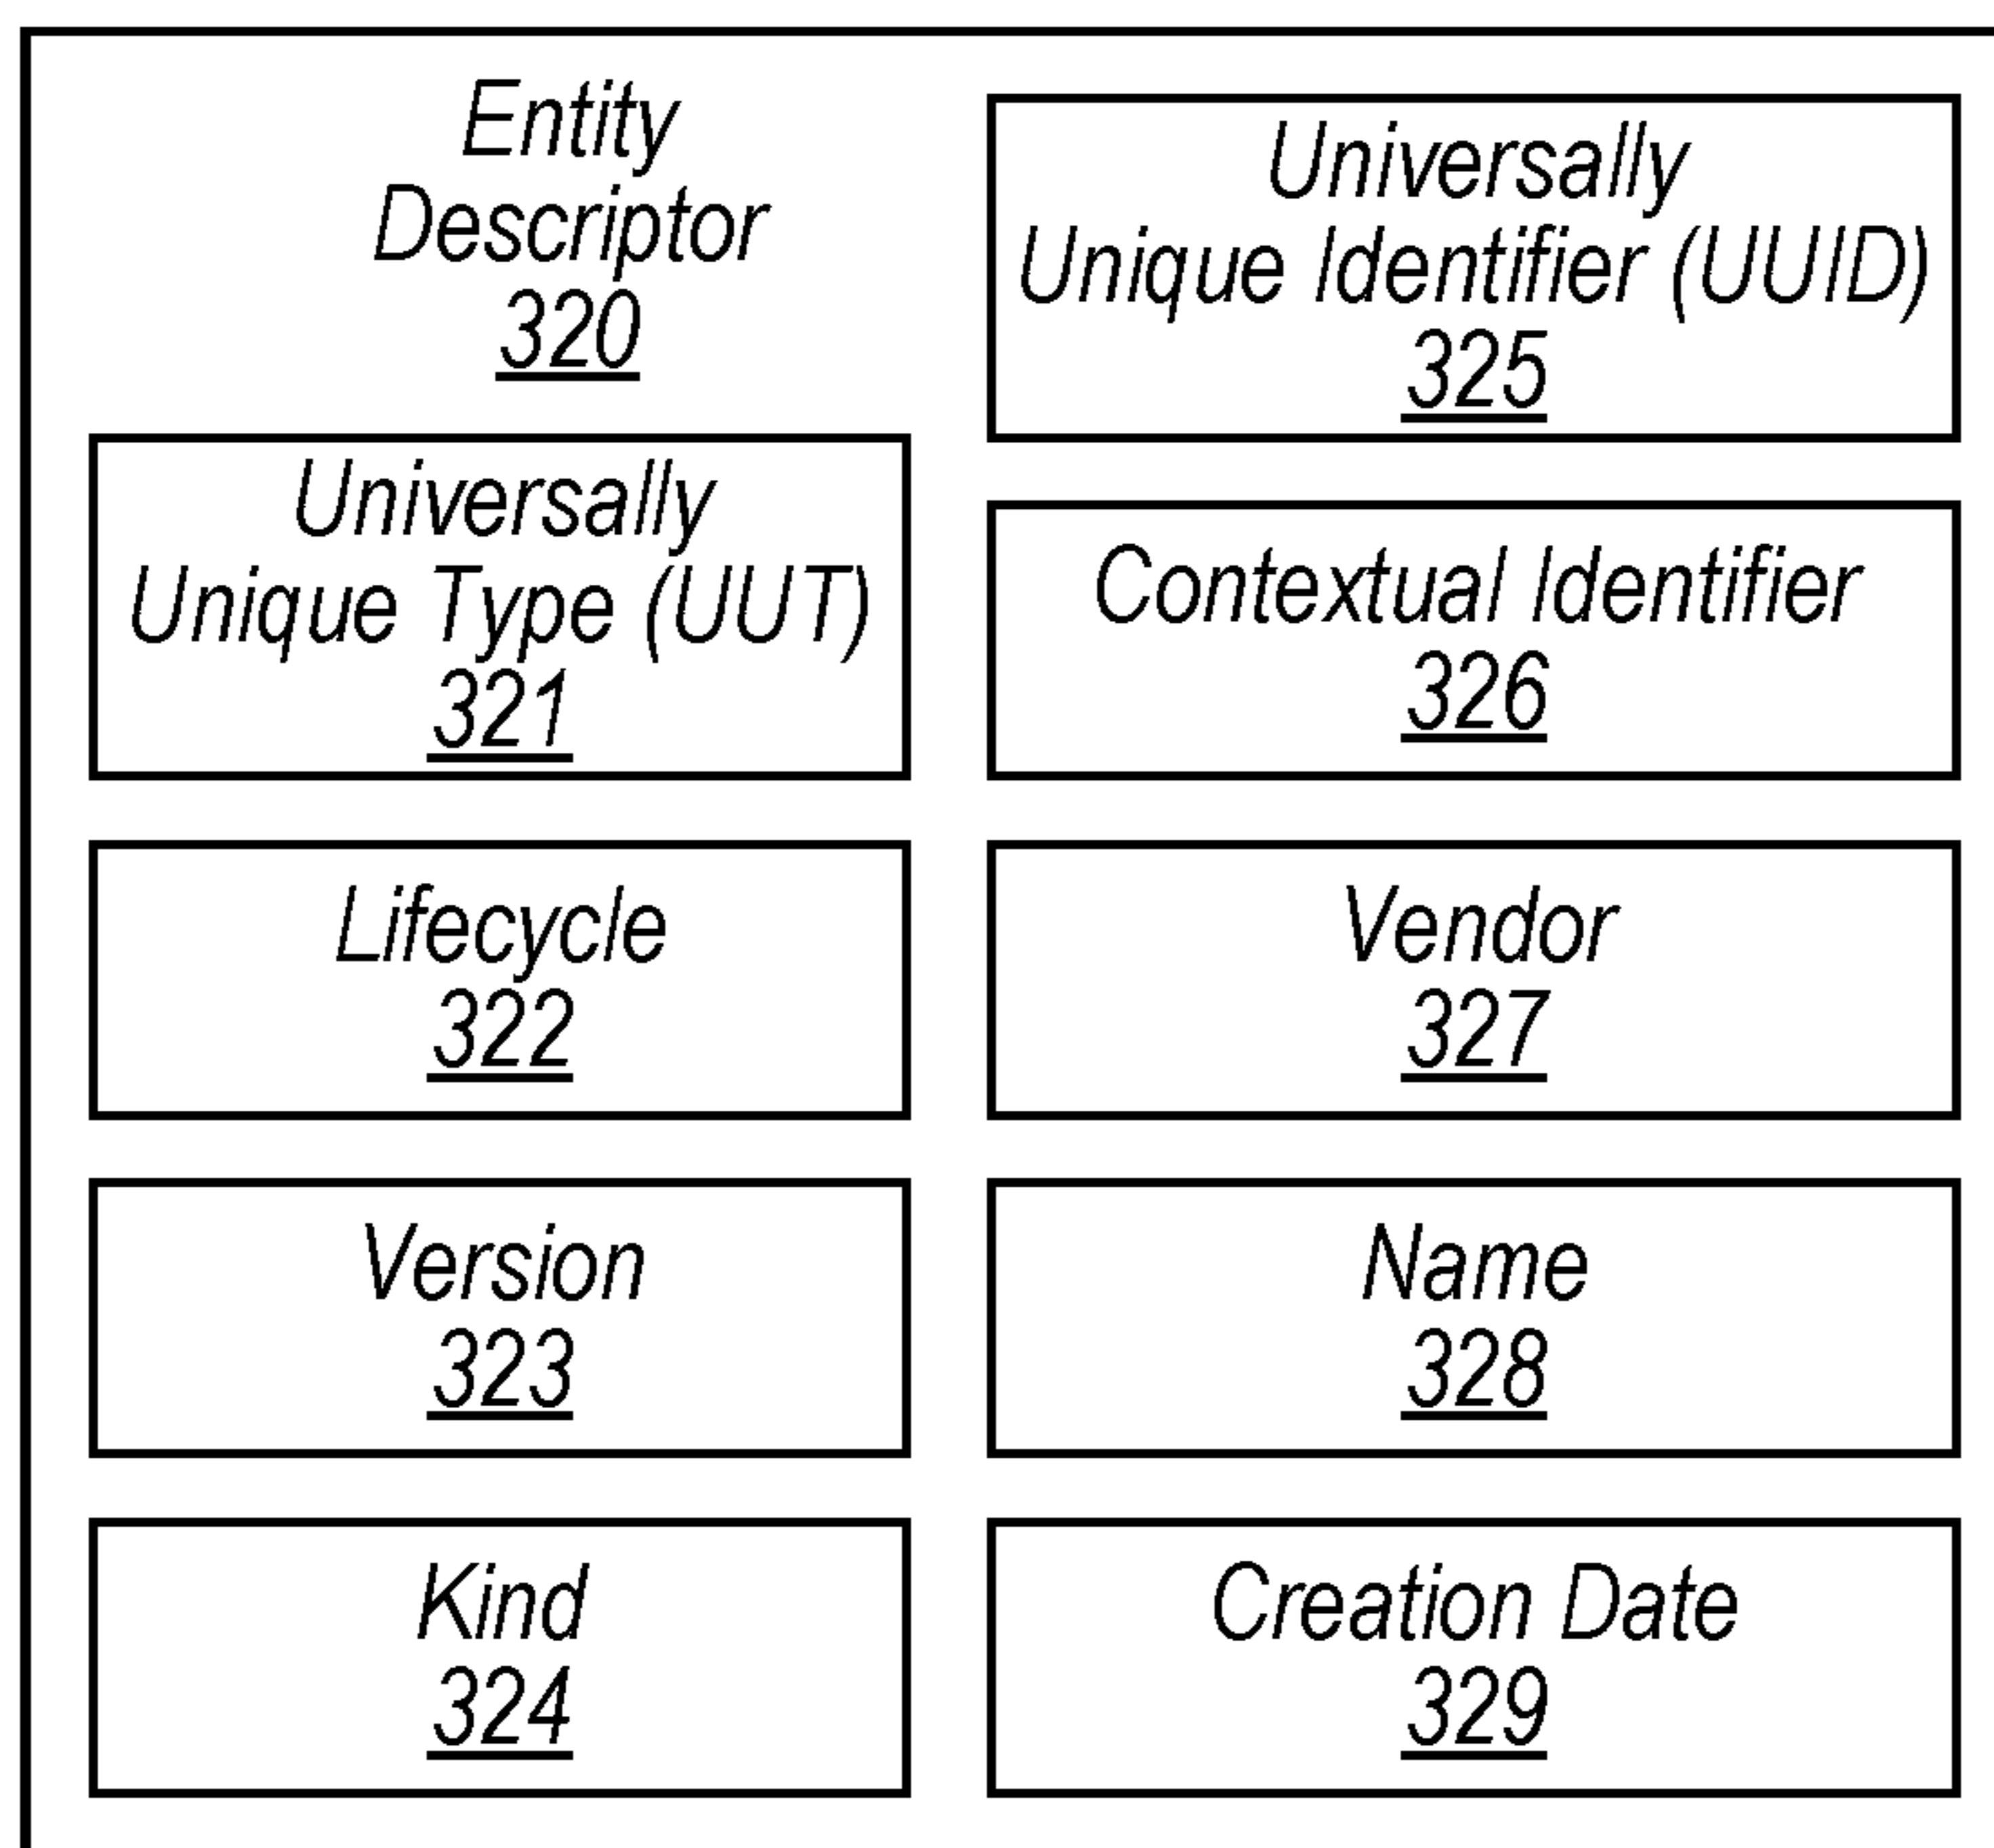 Entity
Descriptor
320
Universally
Unique Type (UUT)
321
Lifecycle
322
Version
323
Kind
324
Universally
Unique Identifier (UUID)
325
Contextual Identifier
326
Vendor
327
Name
328
Creation Date
329